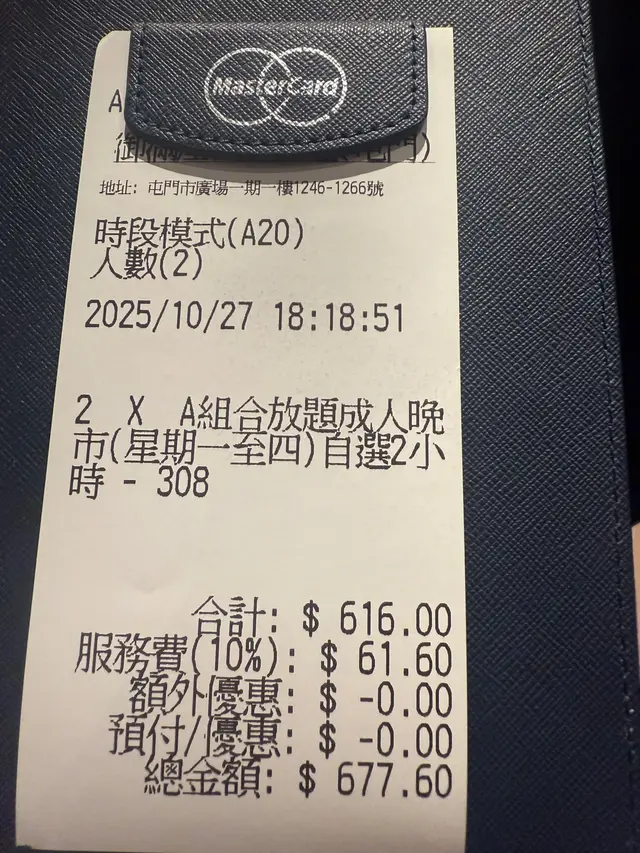 MasterCard
A
屯門)
地址: 屯門市廣場一期一樓1246-1266號
時段模式(A20)
人數(2)
2025/10/27 18:18:51
2 X A組合放題成人晚
市(星期一至四)自選2小
時 - 308
合計: $ 616.00
服務費(10%): $ 61.60
額外優惠: $ -0.00
預付/優惠: $ -0.00
總金額: $ 677.60